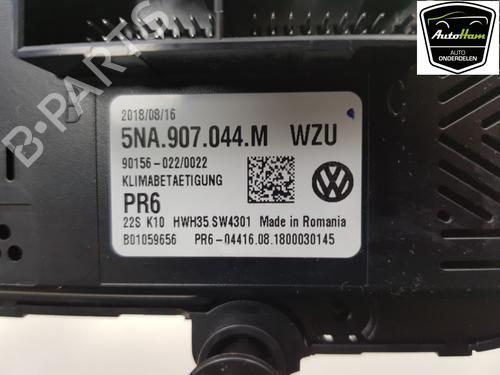 AutoHam
AUTO
ONDERDELEN
B-Parts
2018/08/16
5NA.907.044.M WZU
90156-022/0022
KLIMABETAETIGUNG
PR6
22S K10 HWH35.SW4301 Made in Romania
B01059656 PR6-04416.08.1800030145